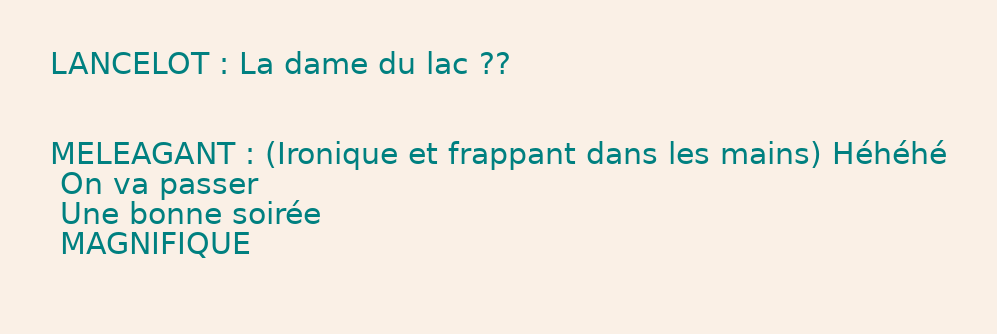 LANCELOT : La dame du lac ??
MELEAGANT : (Ironique et frappant dans les mains) Héhéhé
On va passer
Une bonne soirée
MAGNIFIQUE